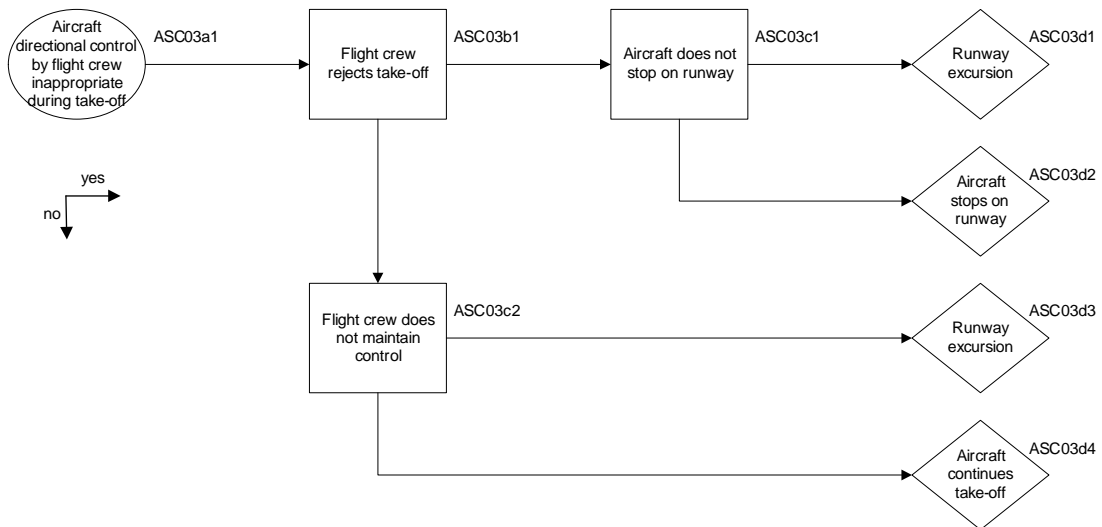 Aircraft
directional control
by flight crew
inappropriate
during take-off
ASC03a1
Flight crew
rejects take-off
ASC03b1
Aircraft does not
stop on runway
ASC03c1
Runway
excursion
ASC03d1
yes
no
Aircraft
stops on
runway
ASC03d2
Flight crew does
not maintain
control
ASC03c2
Runway
excursion
ASC03d3
Aircraft
continues
take-off
ASC03d4